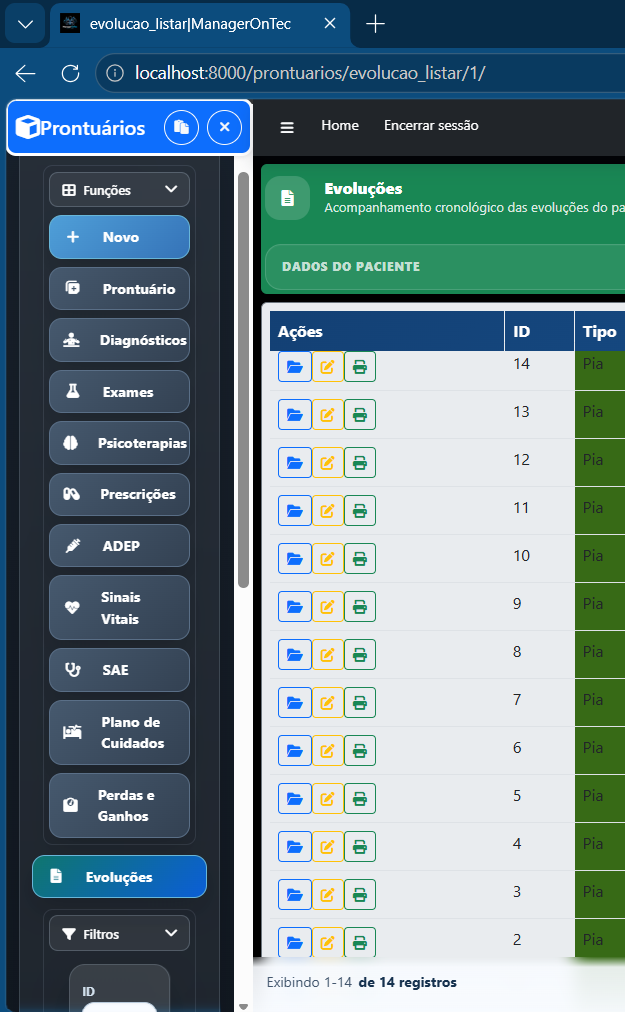 evolucao_listar|ManagerOnTec
localhost:8000/prontuarios/evolucao_listar/1/
Prontuários
Home Encerrar sessão
Funções
Novo
Prontuário
Diagnósticos
Exames
Psicoterapias
Prescrições
ADEP
Sinais
Vitais
SAE
Plano de
Cuidados
Perdas e
Ganhos
Evoluções
Filtros
ID
Evoluções
Acompanhamento cronológico das evoluções do pa
DADOS DO PACIENTE
Ações ID Tipo
14 Pia
13 Pia
12 Pia
11 Pia
10 Pia
9 Pia
8 Pia
7 Pia
6 Pia
5 Pia
4 Pia
3 Pia
2 Pia
Exibindo 1-14 de 14 registros